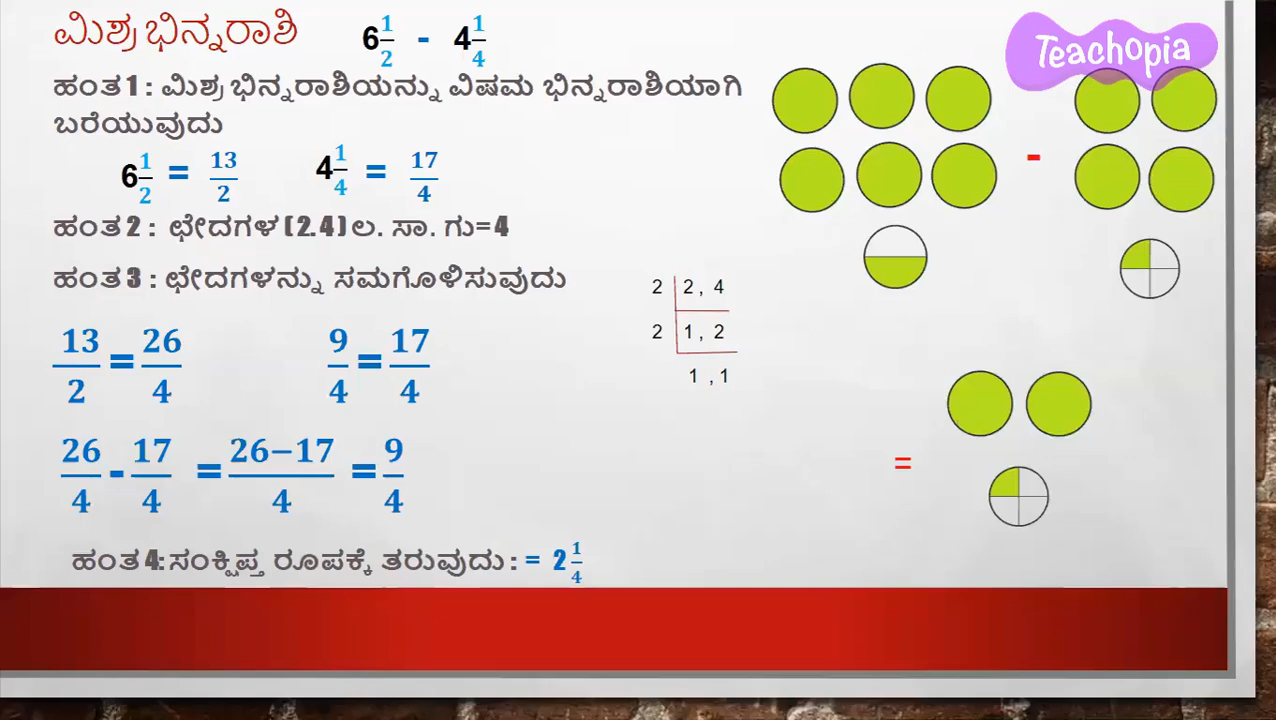 ಮಿಶ್ರ ಭಿನ್ನರಾಶಿ 6 1/2 - 4 1/4
Teachopia
ಹಂತ 1 : ಮಿಶ್ರ ಭಿನ್ನರಾಶಿಯನ್ನು ವಿಷಮ ಭಿನ್ನರಾಶಿಯಾಗಿ
ಬರೆಯುವುದು
6 1/2 = 13/2 4 1/4 = 17/4
ಹಂತ 2 : ಛೇದಗಳ (2.4) ಲ. ಸಾ. ಗು= 4
ಹಂತ 3 : ಛೇದಗಳನ್ನು ಸಮಗೊಳಿಸುವುದು
2 | 2 , 4
2 | 1 , 2
1 , 1
13/2 = 26/4 9/4 = 17/4
26/4 - 17/4 = 26−17/4 = 9/4
ಹಂತ 4: ಸಂಕ್ಷಿಪ್ತ ರೂಪಕ್ಕೆ ತರುವುದು : = 2 1/4
-
=